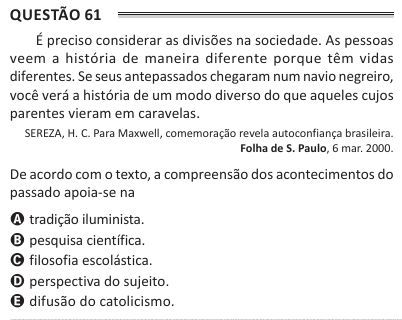 QUESTÃO 61
É preciso considerar as divisões na sociedade. As pessoas
veem a história de maneira diferente porque têm vidas
diferentes. Se seus antepassados chegaram num navio negreiro,
você verá a história de um modo diverso do que aqueles cujos
parentes vieram em caravelas.
SEREZA, H. C. Para Maxwell, comemoração revela autoconfiança brasileira.
Folha de S. Paulo, 6 mar. 2000.
De acordo com o texto, a compreensão dos acontecimentos do
passado apoia-se na
A tradição iluminista.
B pesquisa científica.
C filosofia escolástica.
D perspectiva do sujeito.
E difusão do catolicismo.